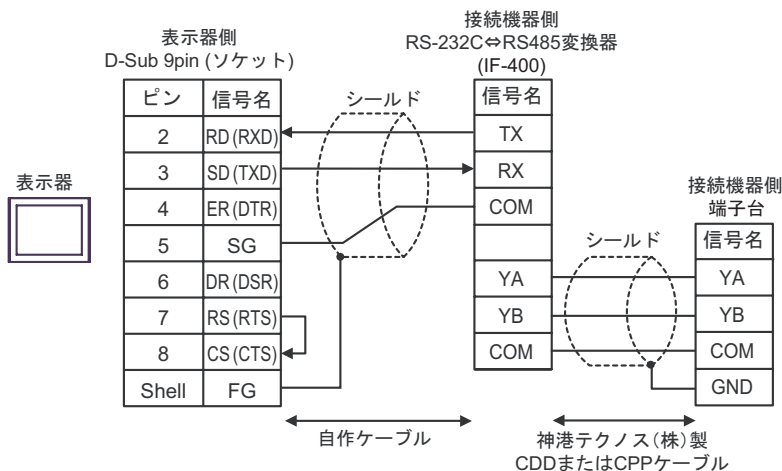 表示器側
D-Sub 9pin (ソケット)
接続機器側
RS-232C⇔RS485変換器
(IF-400)
ピン 信号名
2 RD(RXD)
3 SD(TXD)
4 ER(DTR)
5 SG
6 DR(DSR)
7 RS(RTS)
8 CS(CTS)
Shell FG
表示器
シールド
信号名
TX
RX
COM
YA
YB
COM
シールド
接続機器側
端子台
信号名
YA
YB
COM
GND
自作ケーブル
神港テクノス(株)製
CDDまたはCPPケーブル